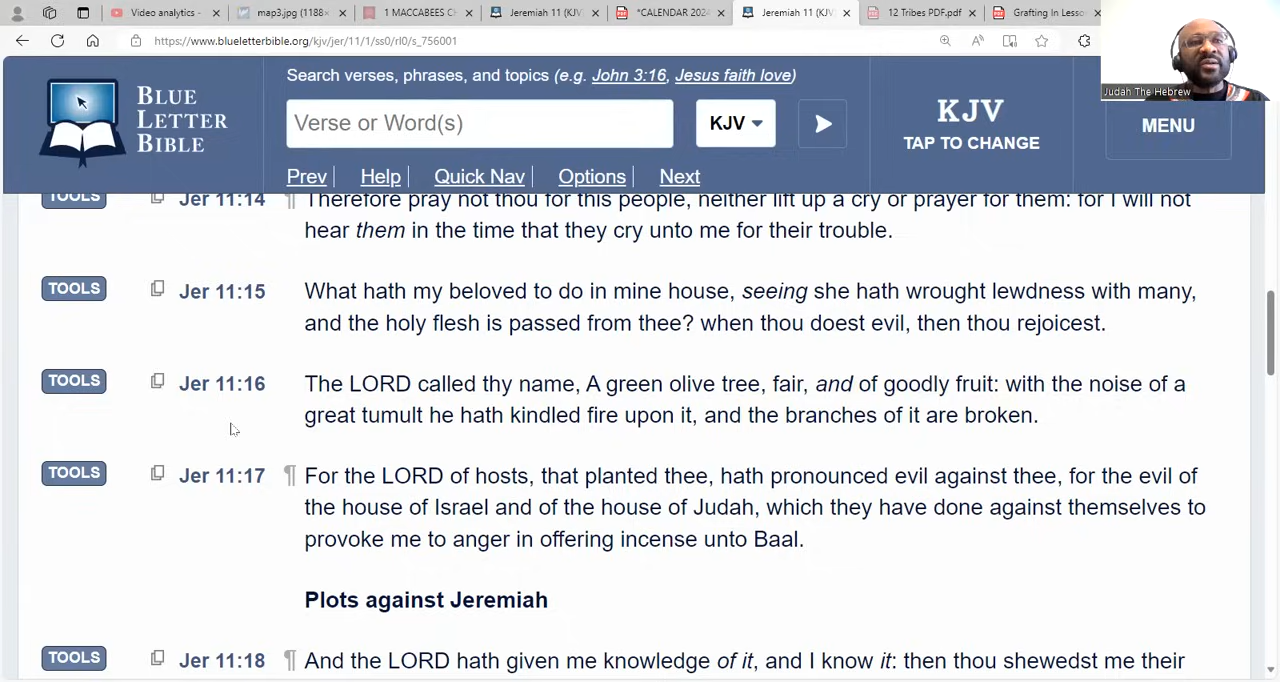 Video analytics -
map3.jpg (1188×
1 MACCABEES C
Jeremiah 11 (KJV
*CALENDAR 2024
Jeremiah 11 (KJV
12 Tribes PDF.pdf
Grafting In Lesso
https://www.blueletterbible.org/kjv/jer/11/1/ss0/rl0/s_756001
Judah The Hebrew
BLUE
LETTER
BIBLE
Search verses, phrases, and topics (e.g. John 3:16, Jesus faith love)
Verse or Word(s)
KJV
KJV
TAP TO CHANGE
MENU
Prev
Help
Quick Nav
Options
Next
TOOLS
Jer 11:14
¶ Therefore pray not thou for this people, neither lift up a cry or prayer for them: for I will not
hear them in the time that they cry unto me for their trouble.
TOOLS
Jer 11:15
What hath my beloved to do in mine house, seeing she hath wrought lewdness with many,
and the holy flesh is passed from thee? when thou doest evil, then thou rejoicest.
TOOLS
Jer 11:16
The LORD called thy name, A green olive tree, fair, and of goodly fruit: with the noise of a
great tumult he hath kindled fire upon it, and the branches of it are broken.
TOOLS
Jer 11:17
¶ For the LORD of hosts, that planted thee, hath pronounced evil against thee, for the evil of
the house of Israel and of the house of Judah, which they have done against themselves to
provoke me to anger in offering incense unto Baal.
Plots against Jeremiah
TOOLS
Jer 11:18
¶ And the LORD hath given me knowledge of it, and I know it: then thou shewedst me their